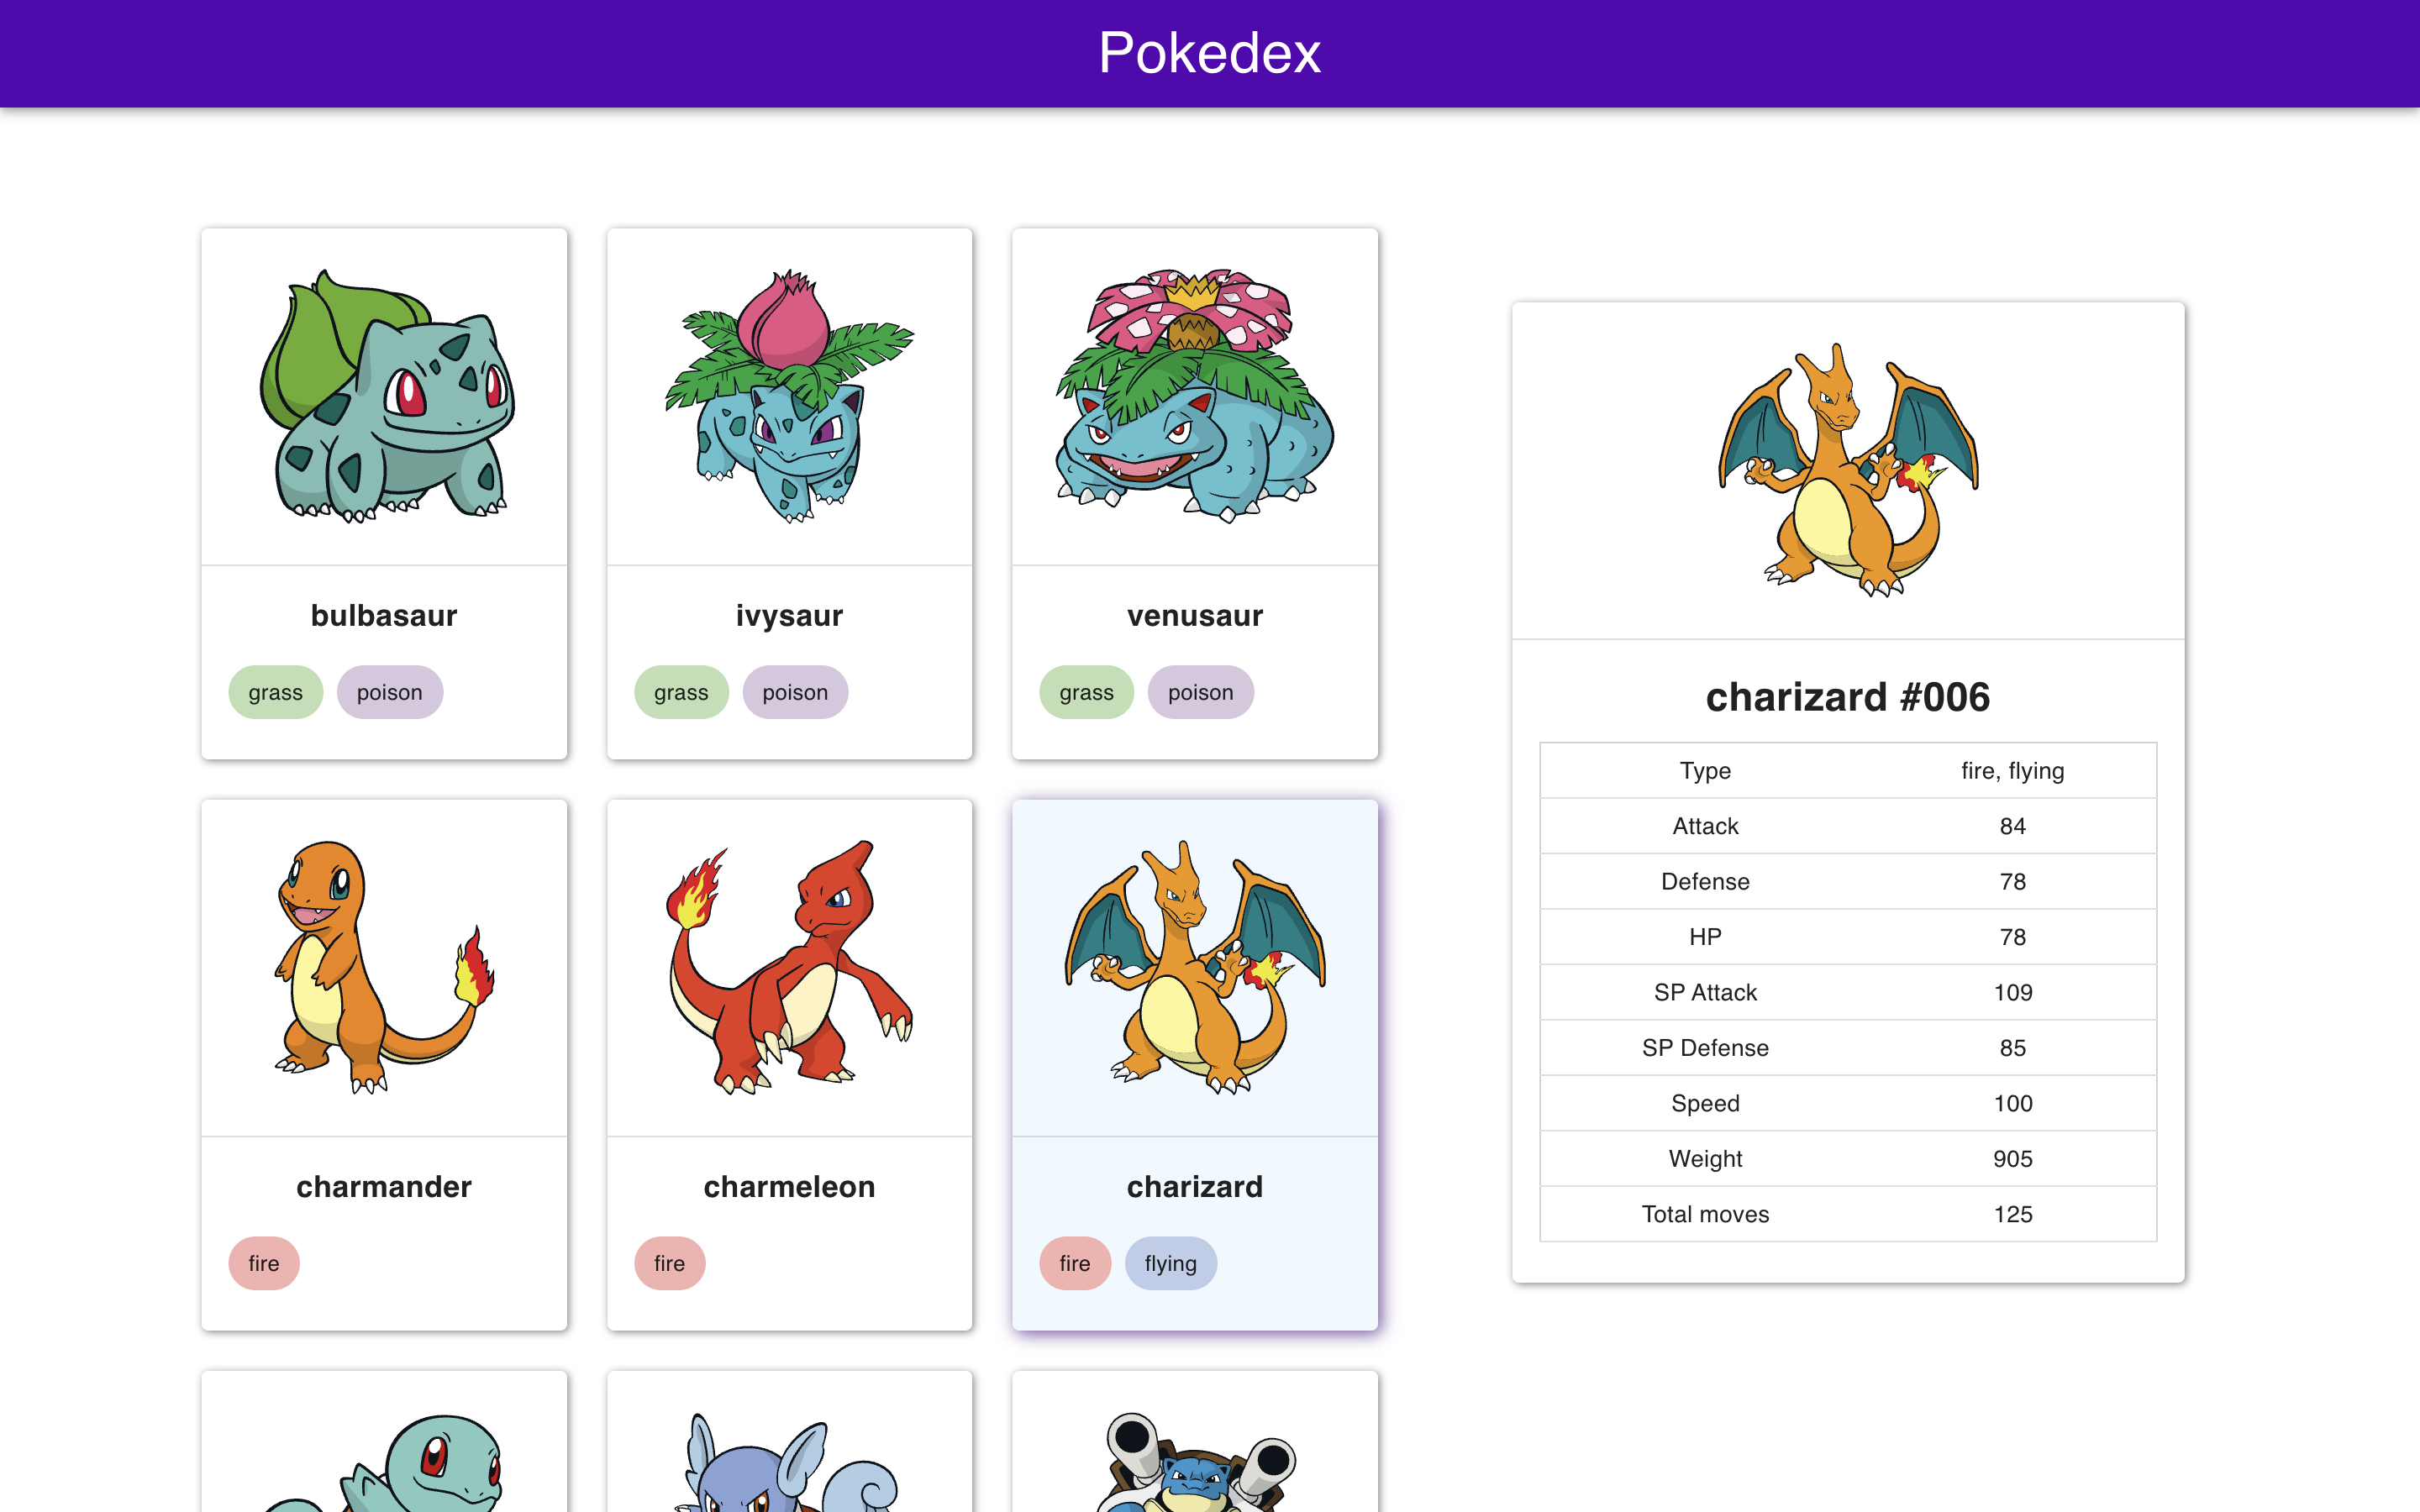 Pokedex
bulbasaur
grass poison
ivysaur
grass poison
venusaur
grass poison
charmander
fire
charmeleon
fire
charizard
fire flying
charizard #006
Type fire, flying
Attack 84
Defense 78
HP 78
SP Attack 109
SP Defense 85
Speed 100
Weight 905
Total moves 125